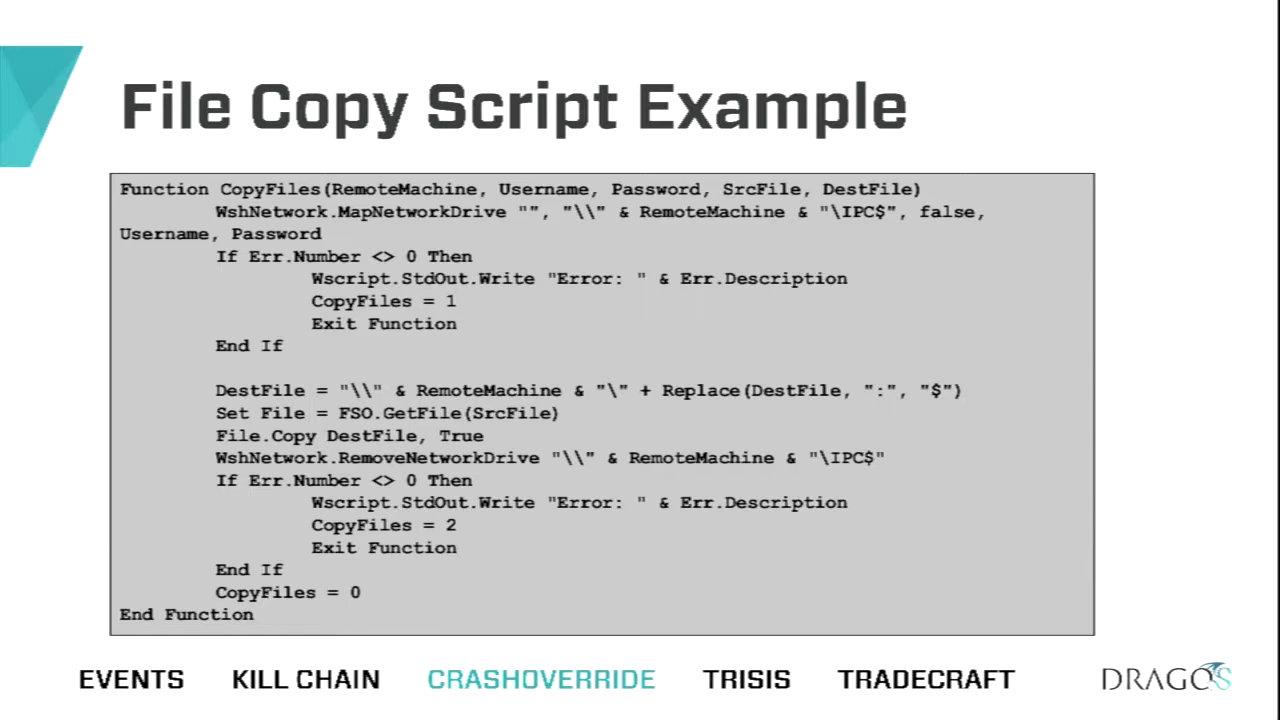 File Copy Script Example
Function CopyFiles(RemoteMachine, Username, Password, SrcFile, DestFile)
WshNetwork.MapNetworkDrive "", "\\" & RemoteMachine & "\IPC$", false,
Username, Password
If Err.Number <> 0 Then
Wscript.StdOut.Write "Error: " & Err.Description
CopyFiles = 1
Exit Function
End If
DestFile = "\\" & RemoteMachine & "\" + Replace(DestFile, ":", "$")
Set File = FSO.GetFile(SrcFile)
File.Copy DestFile, True
WshNetwork.RemoveNetworkDrive "\\" & RemoteMachine & "\IPC$"
If Err.Number <> 0 Then
Wscript.StdOut.Write "Error: " & Err.Description
CopyFiles = 2
Exit Function
End If
CopyFiles = 0
End Function
EVENTS KILL CHAIN CRASHOVERRIDE TRISIS TRADECRAFT DRAGOS